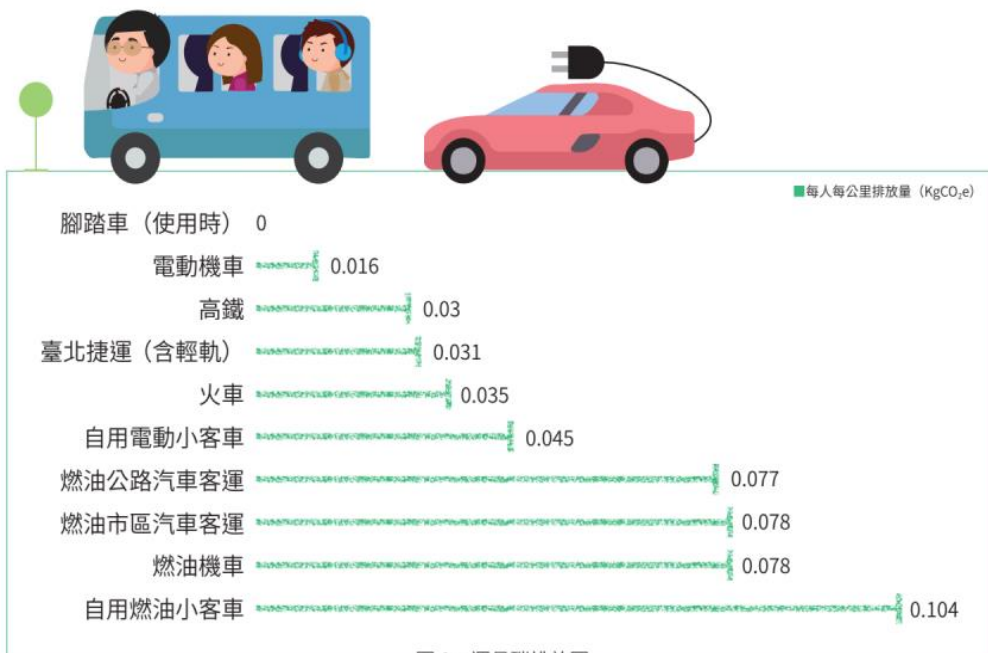 ■每人每公里排放量（KgCO₂e）
腳踏車（使用時） 0
電動機車 0.016
高鐵 0.03
臺北捷運（含輕軌） 0.031
火車 0.035
自用電動小客車 0.045
燃油公路汽車客運 0.077
燃油市區汽車客運 0.078
燃油機車 0.078
自用燃油小客車 0.104